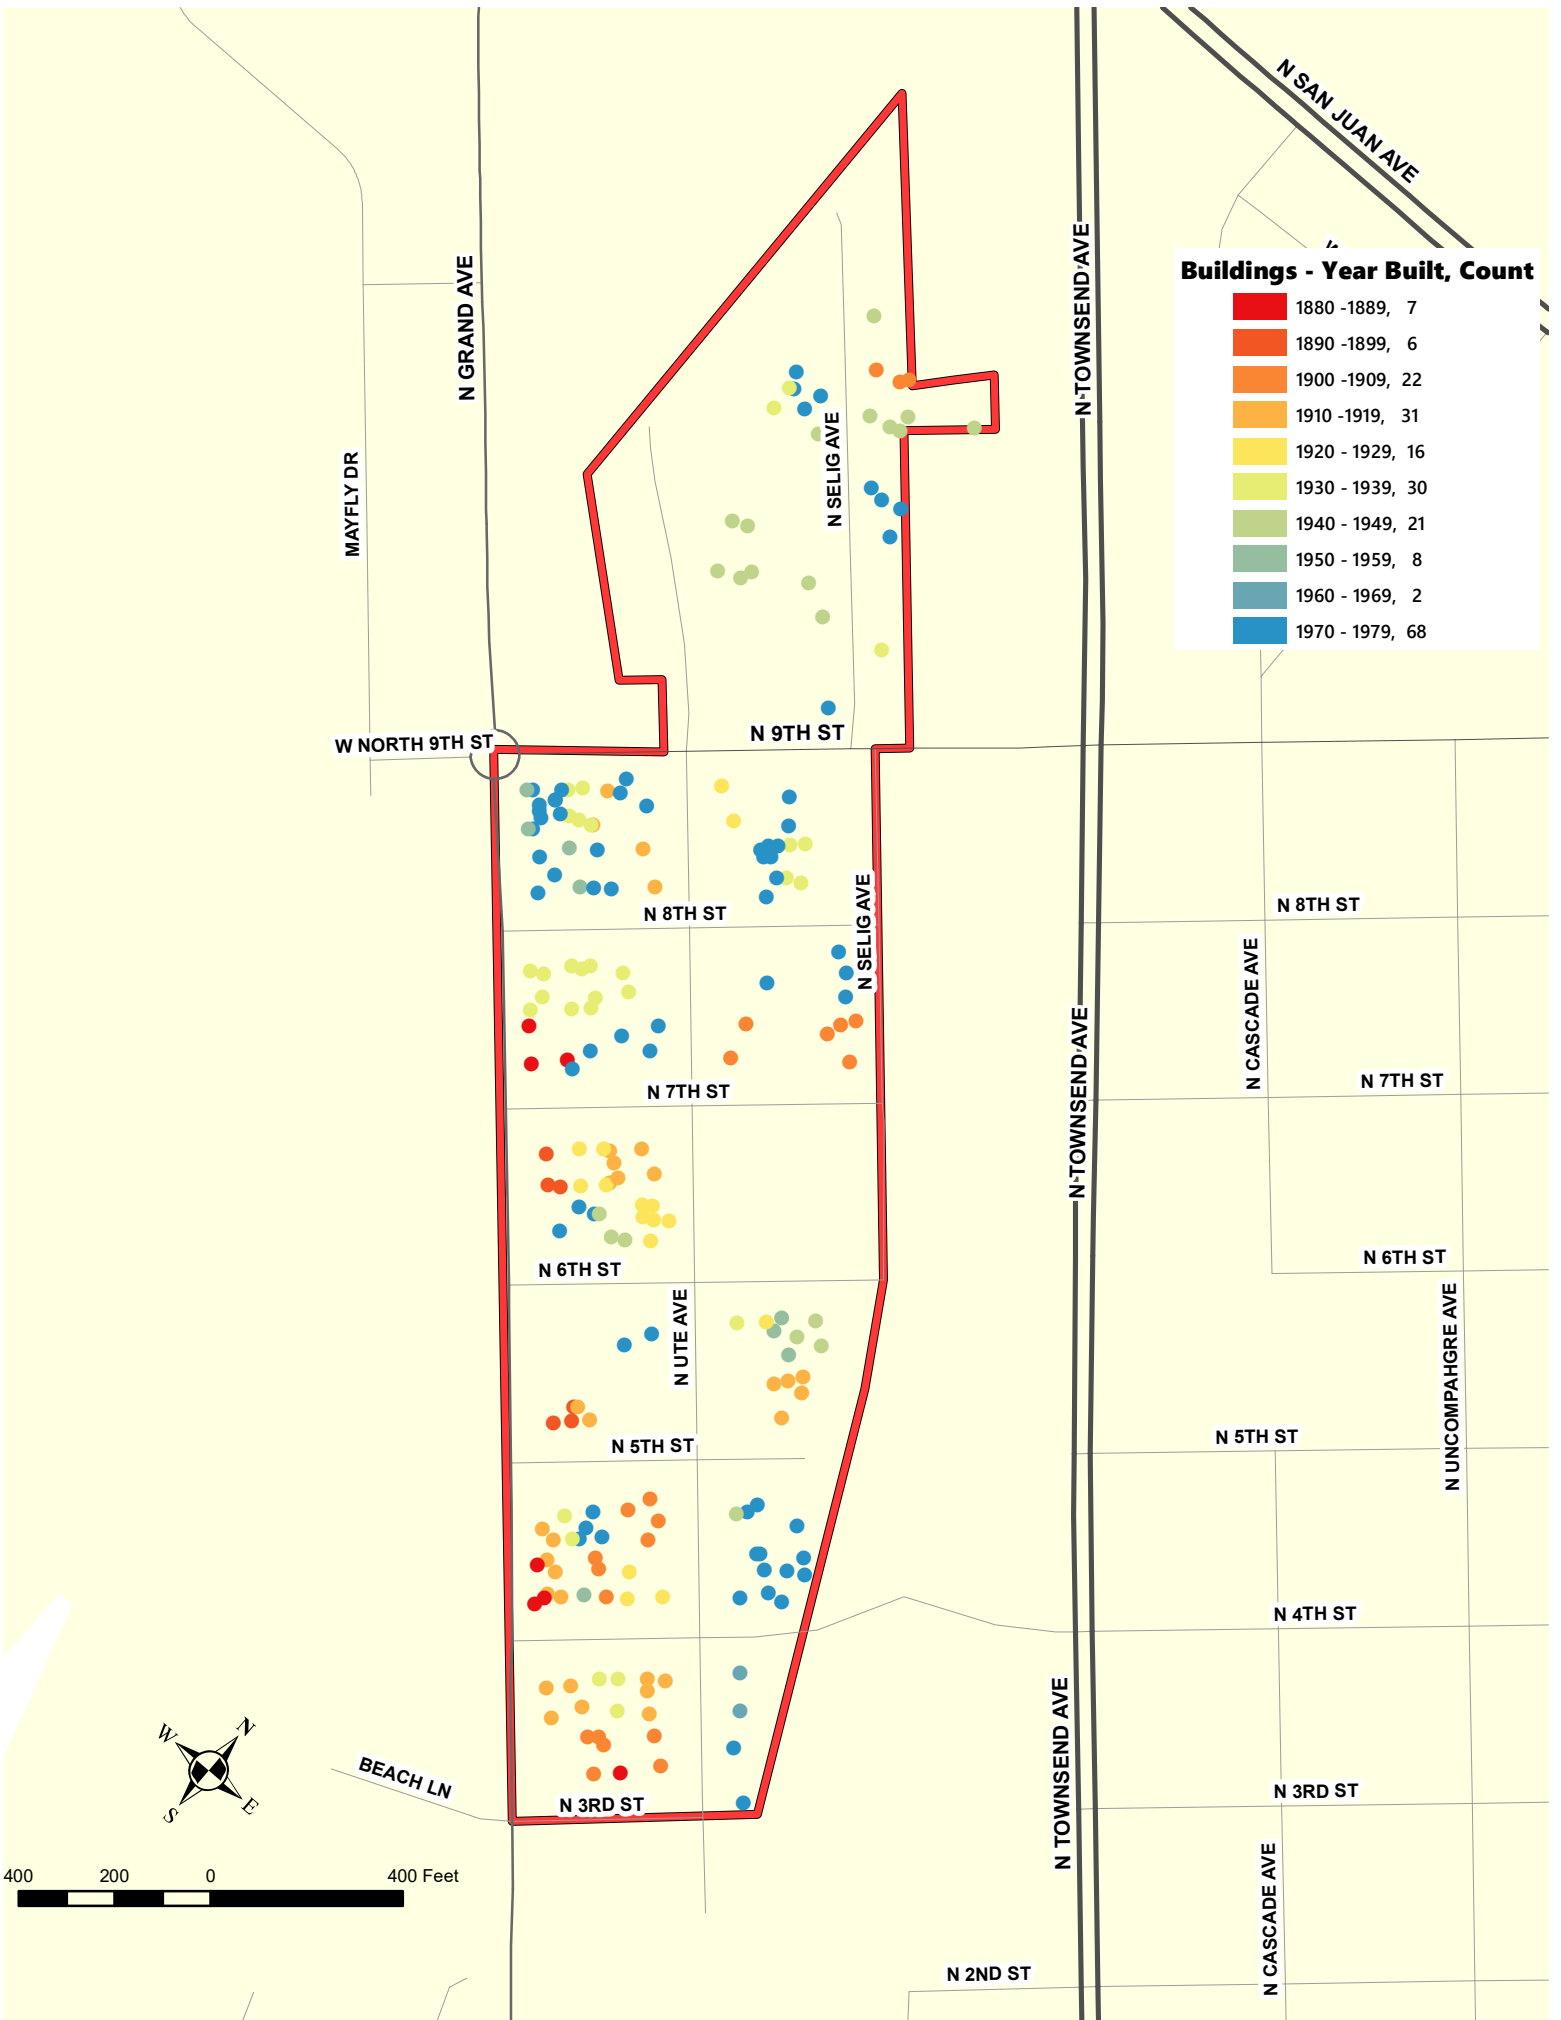 N SAN JUAN AVE
N GRAND AVE
N TOWNSEND AVE
Buildings - Year Built, Count
1880 -1889, 7
1890 -1899, 6
1900 -1909, 22
1910 -1919, 31
1920 - 1929, 16
1930 - 1939, 30
1940 - 1949, 21
1950 - 1959, 8
1960 - 1969, 2
1970 - 1979, 68
MAYFLY DR
N SELIG AVE
W NORTH 9TH ST
N 9TH ST
N 8TH ST
N SELIG AVE
N 8TH ST
N CASCADE AVE
N TOWNSEND AVE
N 7TH ST
N 7TH ST
N 6TH ST
N 6TH ST
N UTE AVE
N UNCOMPAHGRE AVE
N 5TH ST
N 5TH ST
N 4TH ST
N TOWNSEND AVE
W
N
S
E
BEACH LN
N 3RD ST
N 3RD ST
N CASCADE AVE
400 200 0 400 Feet
N 2ND ST